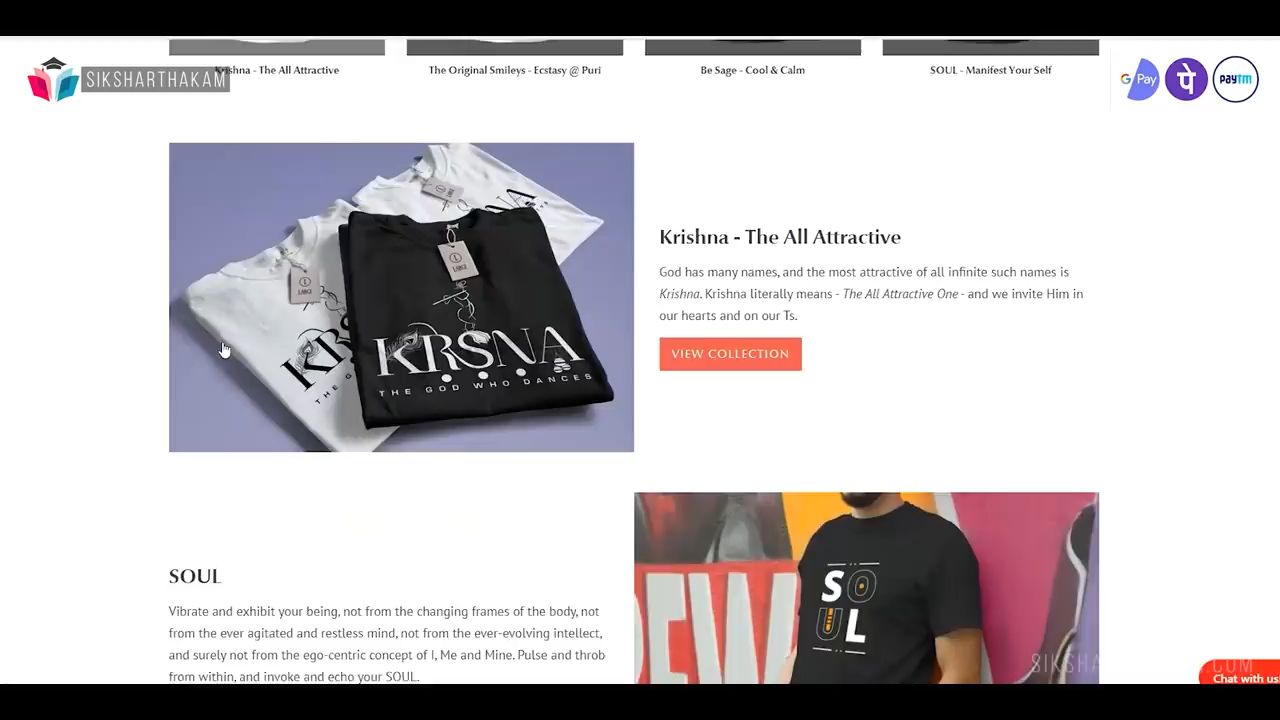 Krishna - The All Attractive
The Original Smileys - Ecstasy @ Puri
Be Sage - Cool & Calm
SOUL - Manifest Your Self
SIKSHARTHAKAM
G Pay
पे
paytm
KRSNA
THE GOD WHO DANCES
Krishna - The All Attractive
God has many names, and the most attractive of all infinite such names is
Krishna. Krishna literally means - The All Attractive One - and we invite Him in
our hearts and on our Ts.
VIEW COLLECTION
SOUL
Vibrate and exhibit your being, not from the changing frames of the body, not
from the ever agitated and restless mind, not from the ever-evolving intellect,
and surely not from the ego-centric concept of I, Me and Mine. Pulse and throb
from within, and invoke and echo your SOUL.
SO
UL
Chat with us